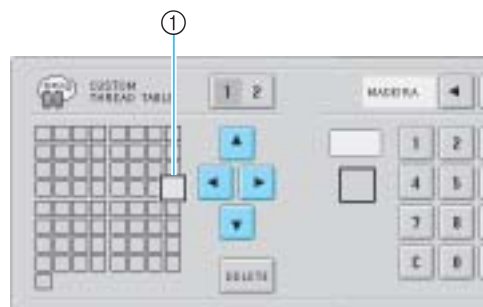 ①
CUSTOM
THREAD TABLE
1 2
MADEIRA
1 2
4 5
7 8
DELETE
C 0